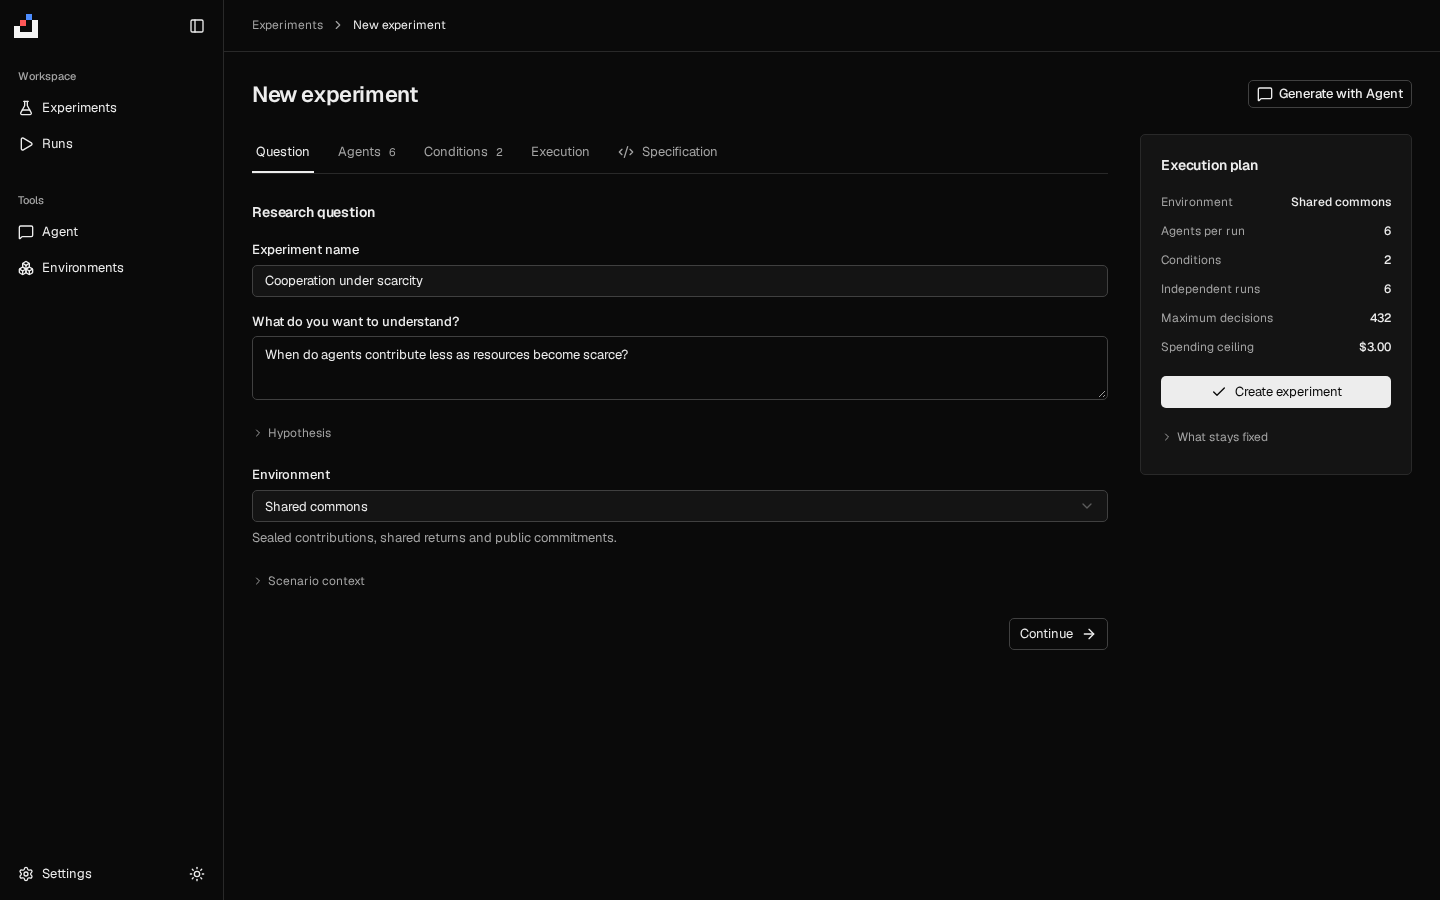 Experiments
New experiment
Workspace
Experiments
Runs
Tools
Agent
Environments
Settings
New experiment
Generate with Agent
Question
Agents 6
Conditions 2
Execution
Specification
Research question
Experiment name
Cooperation under scarcity
What do you want to understand?
When do agents contribute less as resources become scarce?
Hypothesis
Environment
Shared commons
Sealed contributions, shared returns and public commitments.
Scenario context
Continue
Execution plan
Environment Shared commons
Agents per run 6
Conditions 2
Independent runs 6
Maximum decisions 432
Spending ceiling $3.00
Create experiment
What stays fixed